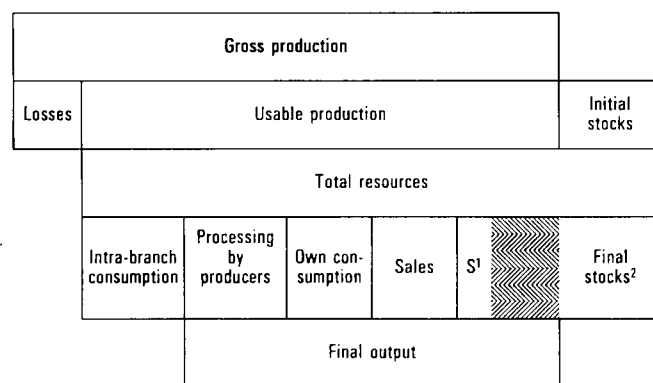 Gross production
Losses
Usable production
Initial
stocks
Total resources
Intra-branch
consumption
Processing
by
producers
Own con-
sumption
Sales
S¹
Final
stocks²
Final output